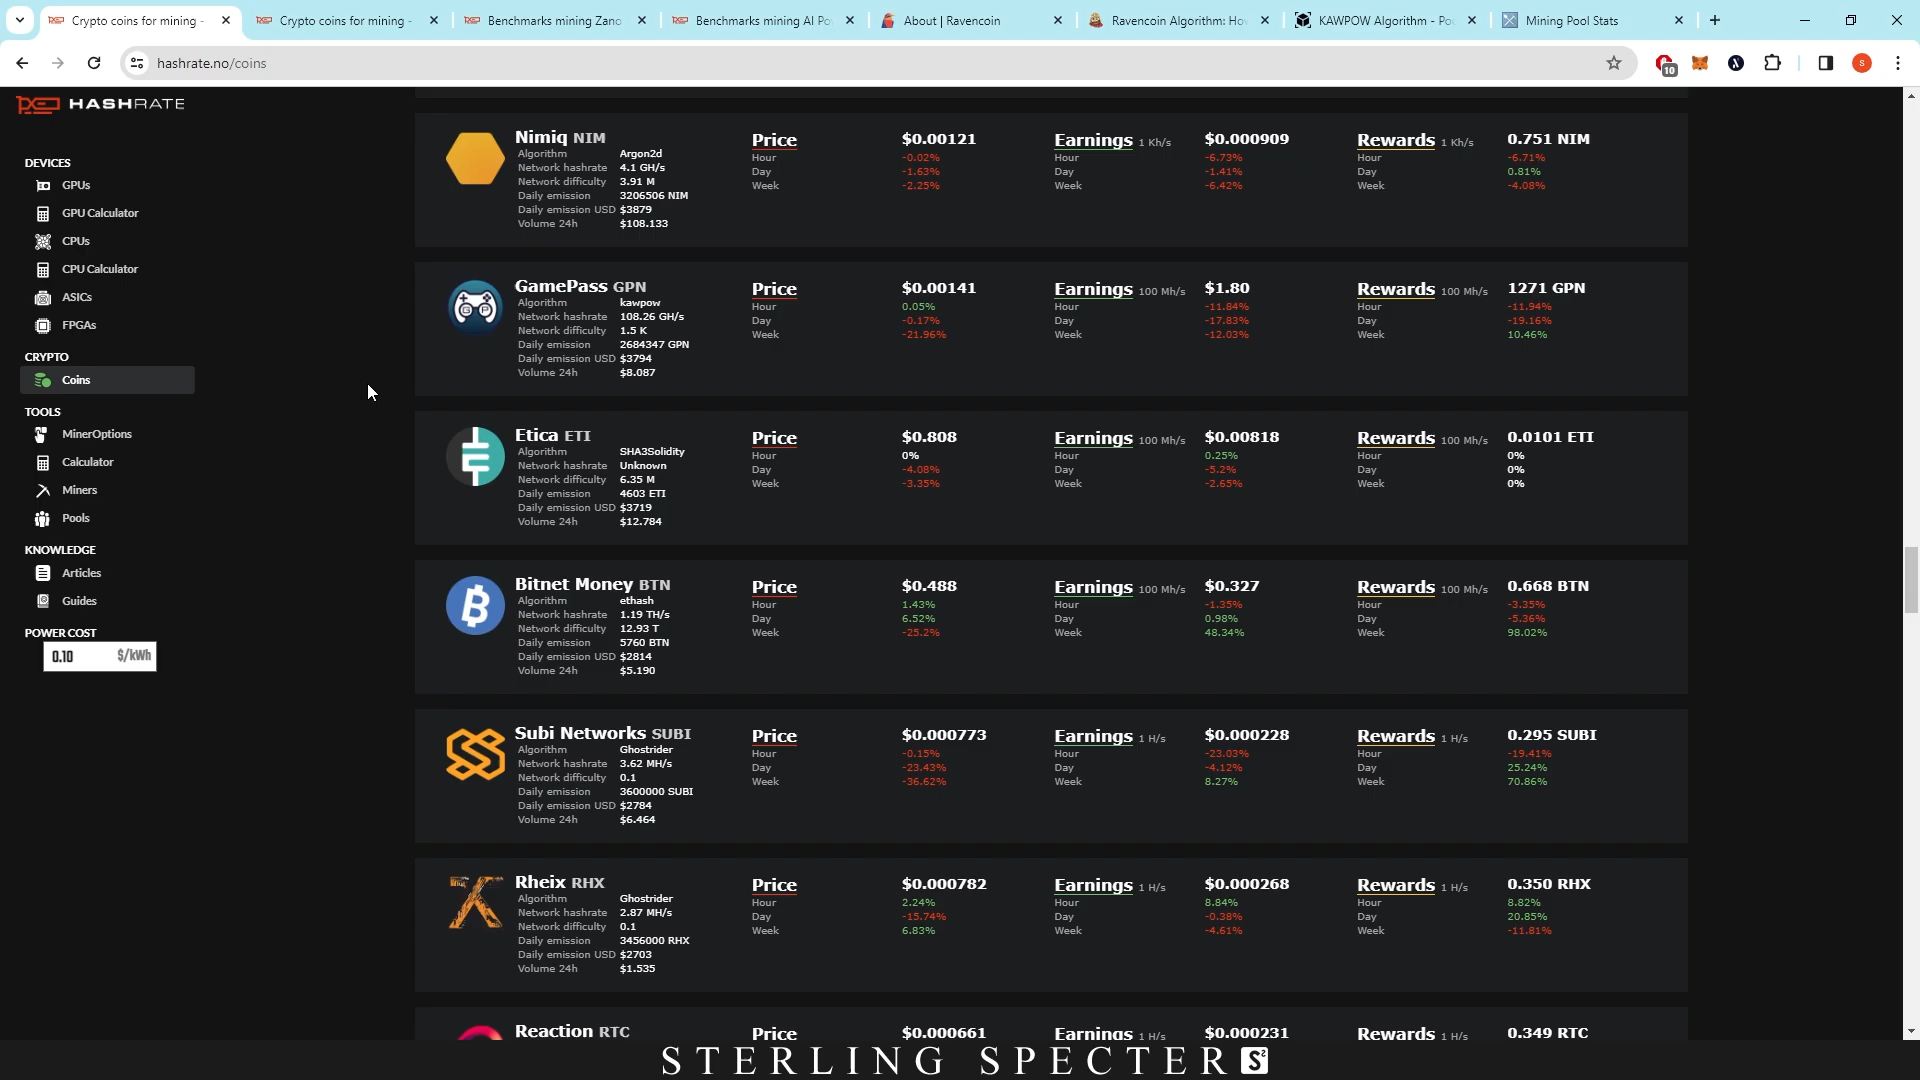 Crypto coins for mining -
Crypto coins for mining -
Benchmarks mining Zano
Benchmarks mining AI Po
About | Ravencoin
Ravencoin Algorithm: Ho
KAWPOW Algorithm - Po
Mining Pool Stats
hashrate.no/coins
10
S
HASHRATE
DEVICES
GPUs
GPU Calculator
CPUs
CPU Calculator
ASICs
FPGAs
CRYPTO
Coins
TOOLS
MinerOptions
Calculator
Miners
Pools
KNOWLEDGE
Articles
Guides
POWER COST
0.10 $/kWh
Nimiq NIM
Algorithm Argon2d
Network hashrate 4.1 GH/s
Network difficulty 3.91 M
Daily emission 3206506 NIM
Daily emission USD $3879
Volume 24h $108.133
Price $0.00121
Hour -0.02%
Day -1.63%
Week -2.25%
Earnings 1 Kh/s $0.000909
Hour -6.73%
Day -1.41%
Week -6.42%
Rewards 1 Kh/s 0.751 NIM
Hour -6.71%
Day 0.81%
Week -4.08%
GamePass GPN
Algorithm kawpow
Network hashrate 108.26 GH/s
Network difficulty 1.5 K
Daily emission 2684347 GPN
Daily emission USD $3794
Volume 24h $8.087
Price $0.00141
Hour 0.05%
Day -0.17%
Week -21.96%
Earnings 100 Mh/s $1.80
Hour -11.84%
Day -17.83%
Week -12.03%
Rewards 100 Mh/s 1271 GPN
Hour -11.94%
Day -19.16%
Week 10.46%
Etica ETI
Algorithm SHA3Solidity
Network hashrate Unknown
Network difficulty 6.35 M
Daily emission 4603 ETI
Daily emission USD $3719
Volume 24h $12.784
Price $0.808
Hour 0%
Day -4.08%
Week -3.35%
Earnings 100 Mh/s $0.00818
Hour 0.25%
Day -5.2%
Week -2.65%
Rewards 100 Mh/s 0.0101 ETI
Hour 0%
Day 0%
Week 0%
Bitnet Money BTN
Algorithm ethash
Network hashrate 1.19 TH/s
Network difficulty 12.93 T
Daily emission 5760 BTN
Daily emission USD $2814
Volume 24h $5.190
Price $0.488
Hour 1.43%
Day 6.52%
Week -25.2%
Earnings 100 Mh/s $0.327
Hour -1.35%
Day 0.98%
Week 48.34%
Rewards 100 Mh/s 0.668 BTN
Hour -3.35%
Day -5.36%
Week 98.02%
Subi Networks SUBI
Algorithm Ghostrider
Network hashrate 3.62 MH/s
Network difficulty 0.1
Daily emission 3600000 SUBI
Daily emission USD $2784
Volume 24h $6.464
Price $0.000773
Hour -0.15%
Day -23.43%
Week -36.62%
Earnings 1 H/s $0.000228
Hour -23.03%
Day -4.12%
Week 8.27%
Rewards 1 H/s 0.295 SUBI
Hour -19.41%
Day 25.24%
Week 70.86%
Rheix RHX
Algorithm Ghostrider
Network hashrate 2.87 MH/s
Network difficulty 0.1
Daily emission 3456000 RHX
Daily emission USD $2703
Volume 24h $1.535
Price $0.000782
Hour 2.24%
Day -15.74%
Week 6.83%
Earnings 1 H/s $0.000268
Hour 8.84%
Day -0.38%
Week -4.61%
Rewards 1 H/s 0.350 RHX
Hour 8.82%
Day 20.85%
Week -11.81%
Reaction RTC
Price $0.000661
Earnings 1 H/s $0.000231
Rewards 1 H/s 0.349 RTC
STERLING SPECTER S²